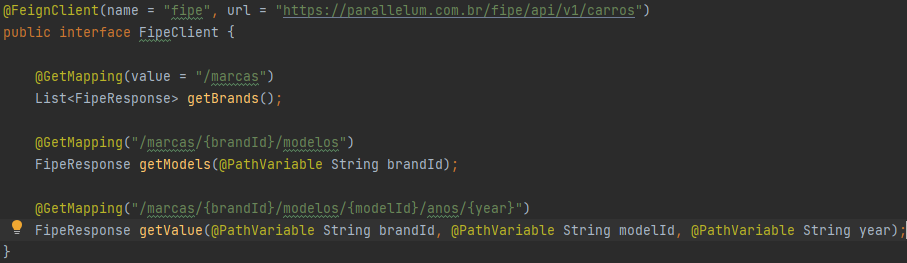 @FeignClient(name = "fipe", url = "https://parallelum.com.br/fipe/api/v1/carros")
public interface FipeClient {
@GetMapping(value = "/marcas")
List<FipeResponse> getBrands();
@GetMapping("/marcas/{brandId}/modelos")
FipeResponse getModels(@PathVariable String brandId);
@GetMapping("/marcas/{brandId}/modelos/{modelId}/anos/{year}")
FipeResponse getValue(@PathVariable String brandId, @PathVariable String modelId, @PathVariable String year);
}